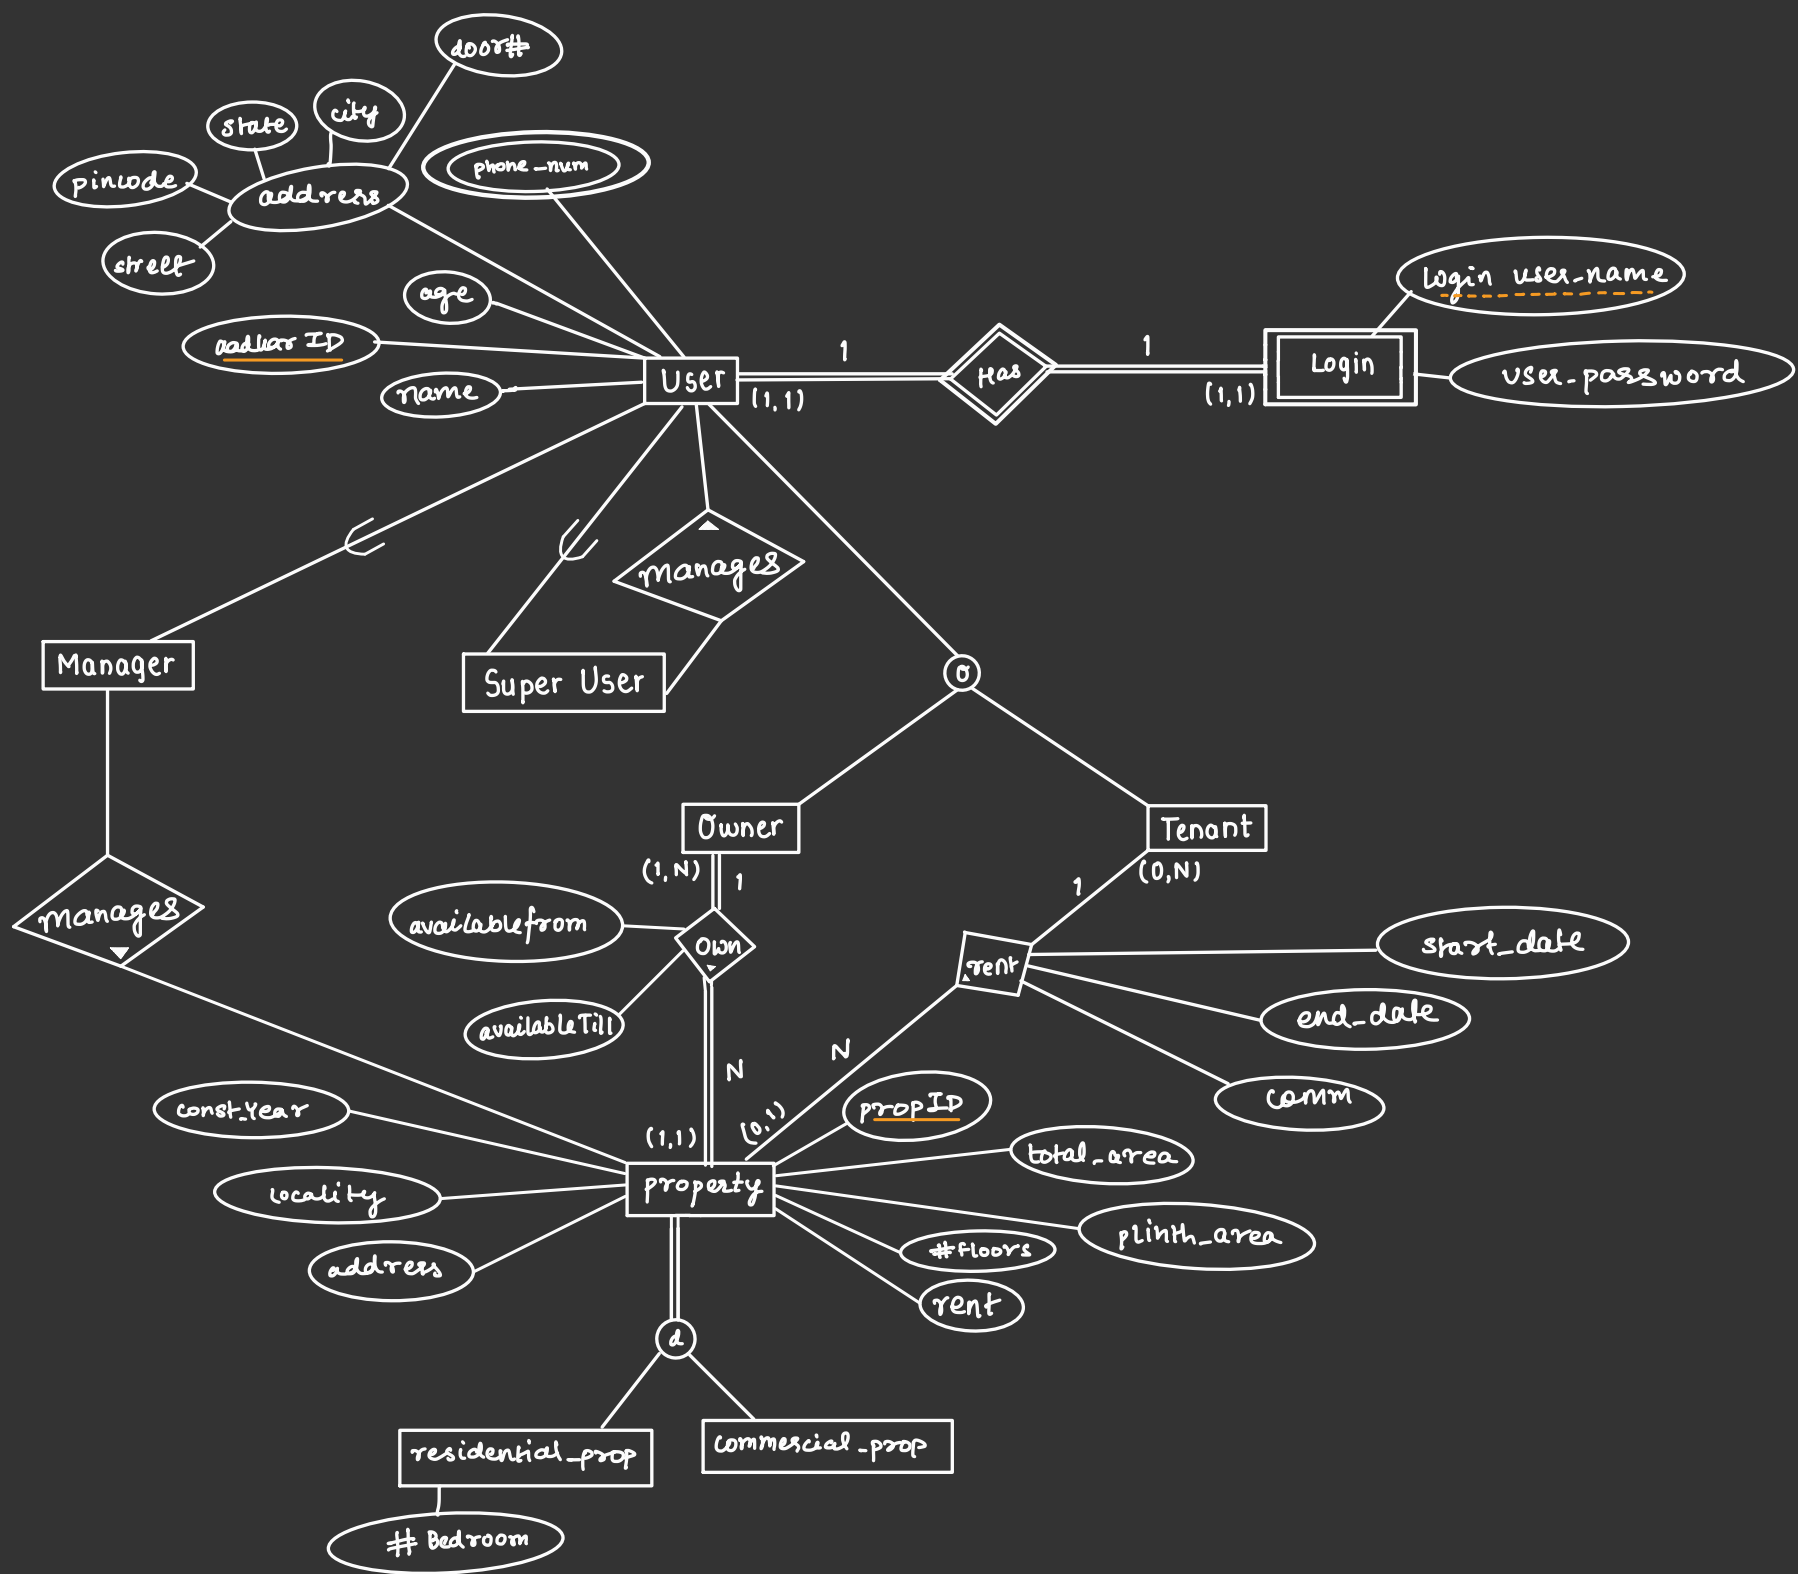 door#
city
state
pincode
address
street
phone_num
age
aadhar ID
name
User
1
(1,1)
Has
1
(1,1)
Login
login user_name
user_password
manages
Manager
Super User
o
Owner
Tenant
(1,N)
1
(0,N)
1
manages
availablefrom
own
availableTill
rent
start_date
end_date
comm
N
N
(1,1)
(0,1)
propID
const_Year
total_area
locality
property
plinth_area
address
#floors
rent
d
residential_prop
commercial_prop
# Bedroom